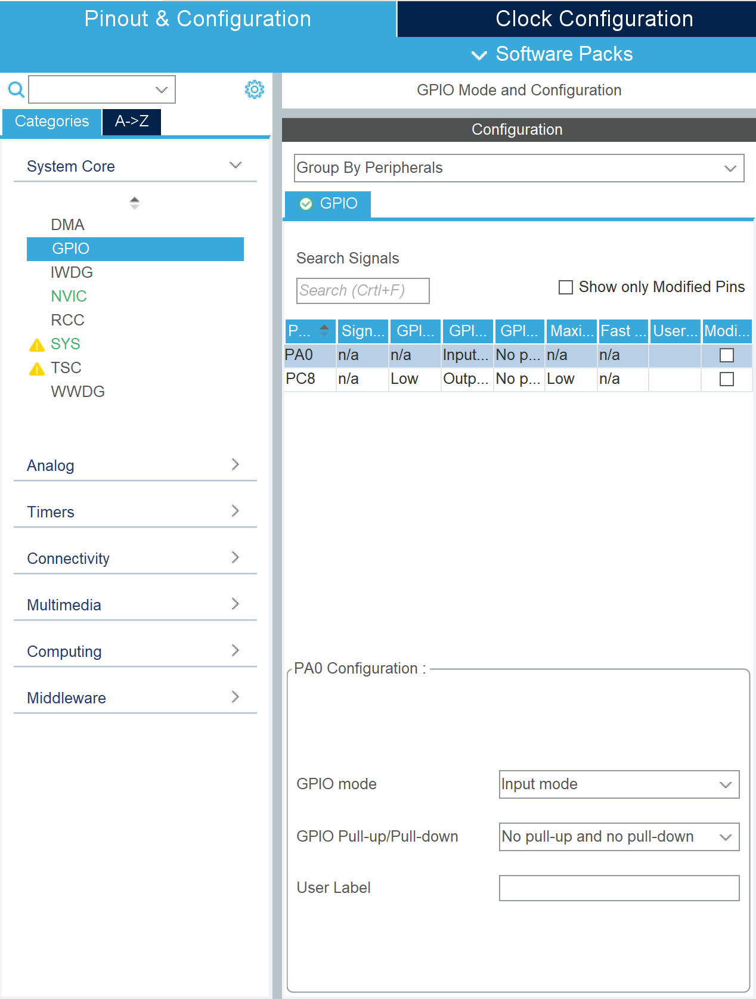 Pinout & Configuration
Clock Configuration
Software Packs
Categories
A->Z
System Core
DMA
GPIO
IWDG
NVIC
RCC
SYS
TSC
WWDG
Analog
Timers
Connectivity
Multimedia
Computing
Middleware
GPIO Mode and Configuration
Configuration
Group By Peripherals
GPIO
Search Signals
Search (Crtl+F)
Show only Modified Pins
P... Sign... GPI... GPI... GPI... Maxi... Fast ... User... Modi...
PA0 n/a n/a Input... No p... n/a n/a
PC8 n/a Low Outp... No p... Low n/a
PA0 Configuration :
GPIO mode Input mode
GPIO Pull-up/Pull-down No pull-up and no pull-down
User Label